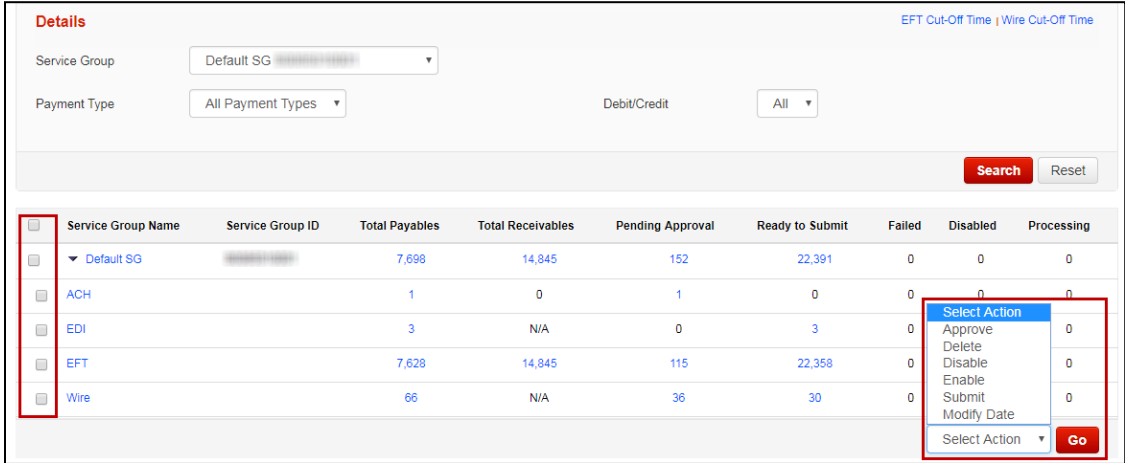 Details EFT Cut-Off Time | Wire Cut-Off Time
Service Group Default SG
Payment Type All Payment Types Debit/Credit All
Search Reset
Service Group Name Service Group ID Total Payables Total Receivables Pending Approval Ready to Submit Failed Disabled Processing
Default SG 7,698 14,845 152 22,391 0 0 0
ACH 1 0 1 0 0 0 0
Select Action
EDI 3 N/A 0 3 0 Approve 0
Delete
EFT 7,628 14,845 115 22,358 0 Disable 0
Enable
Wire 66 N/A 36 30 0 Submit 0
Modify Date
Select Action Go